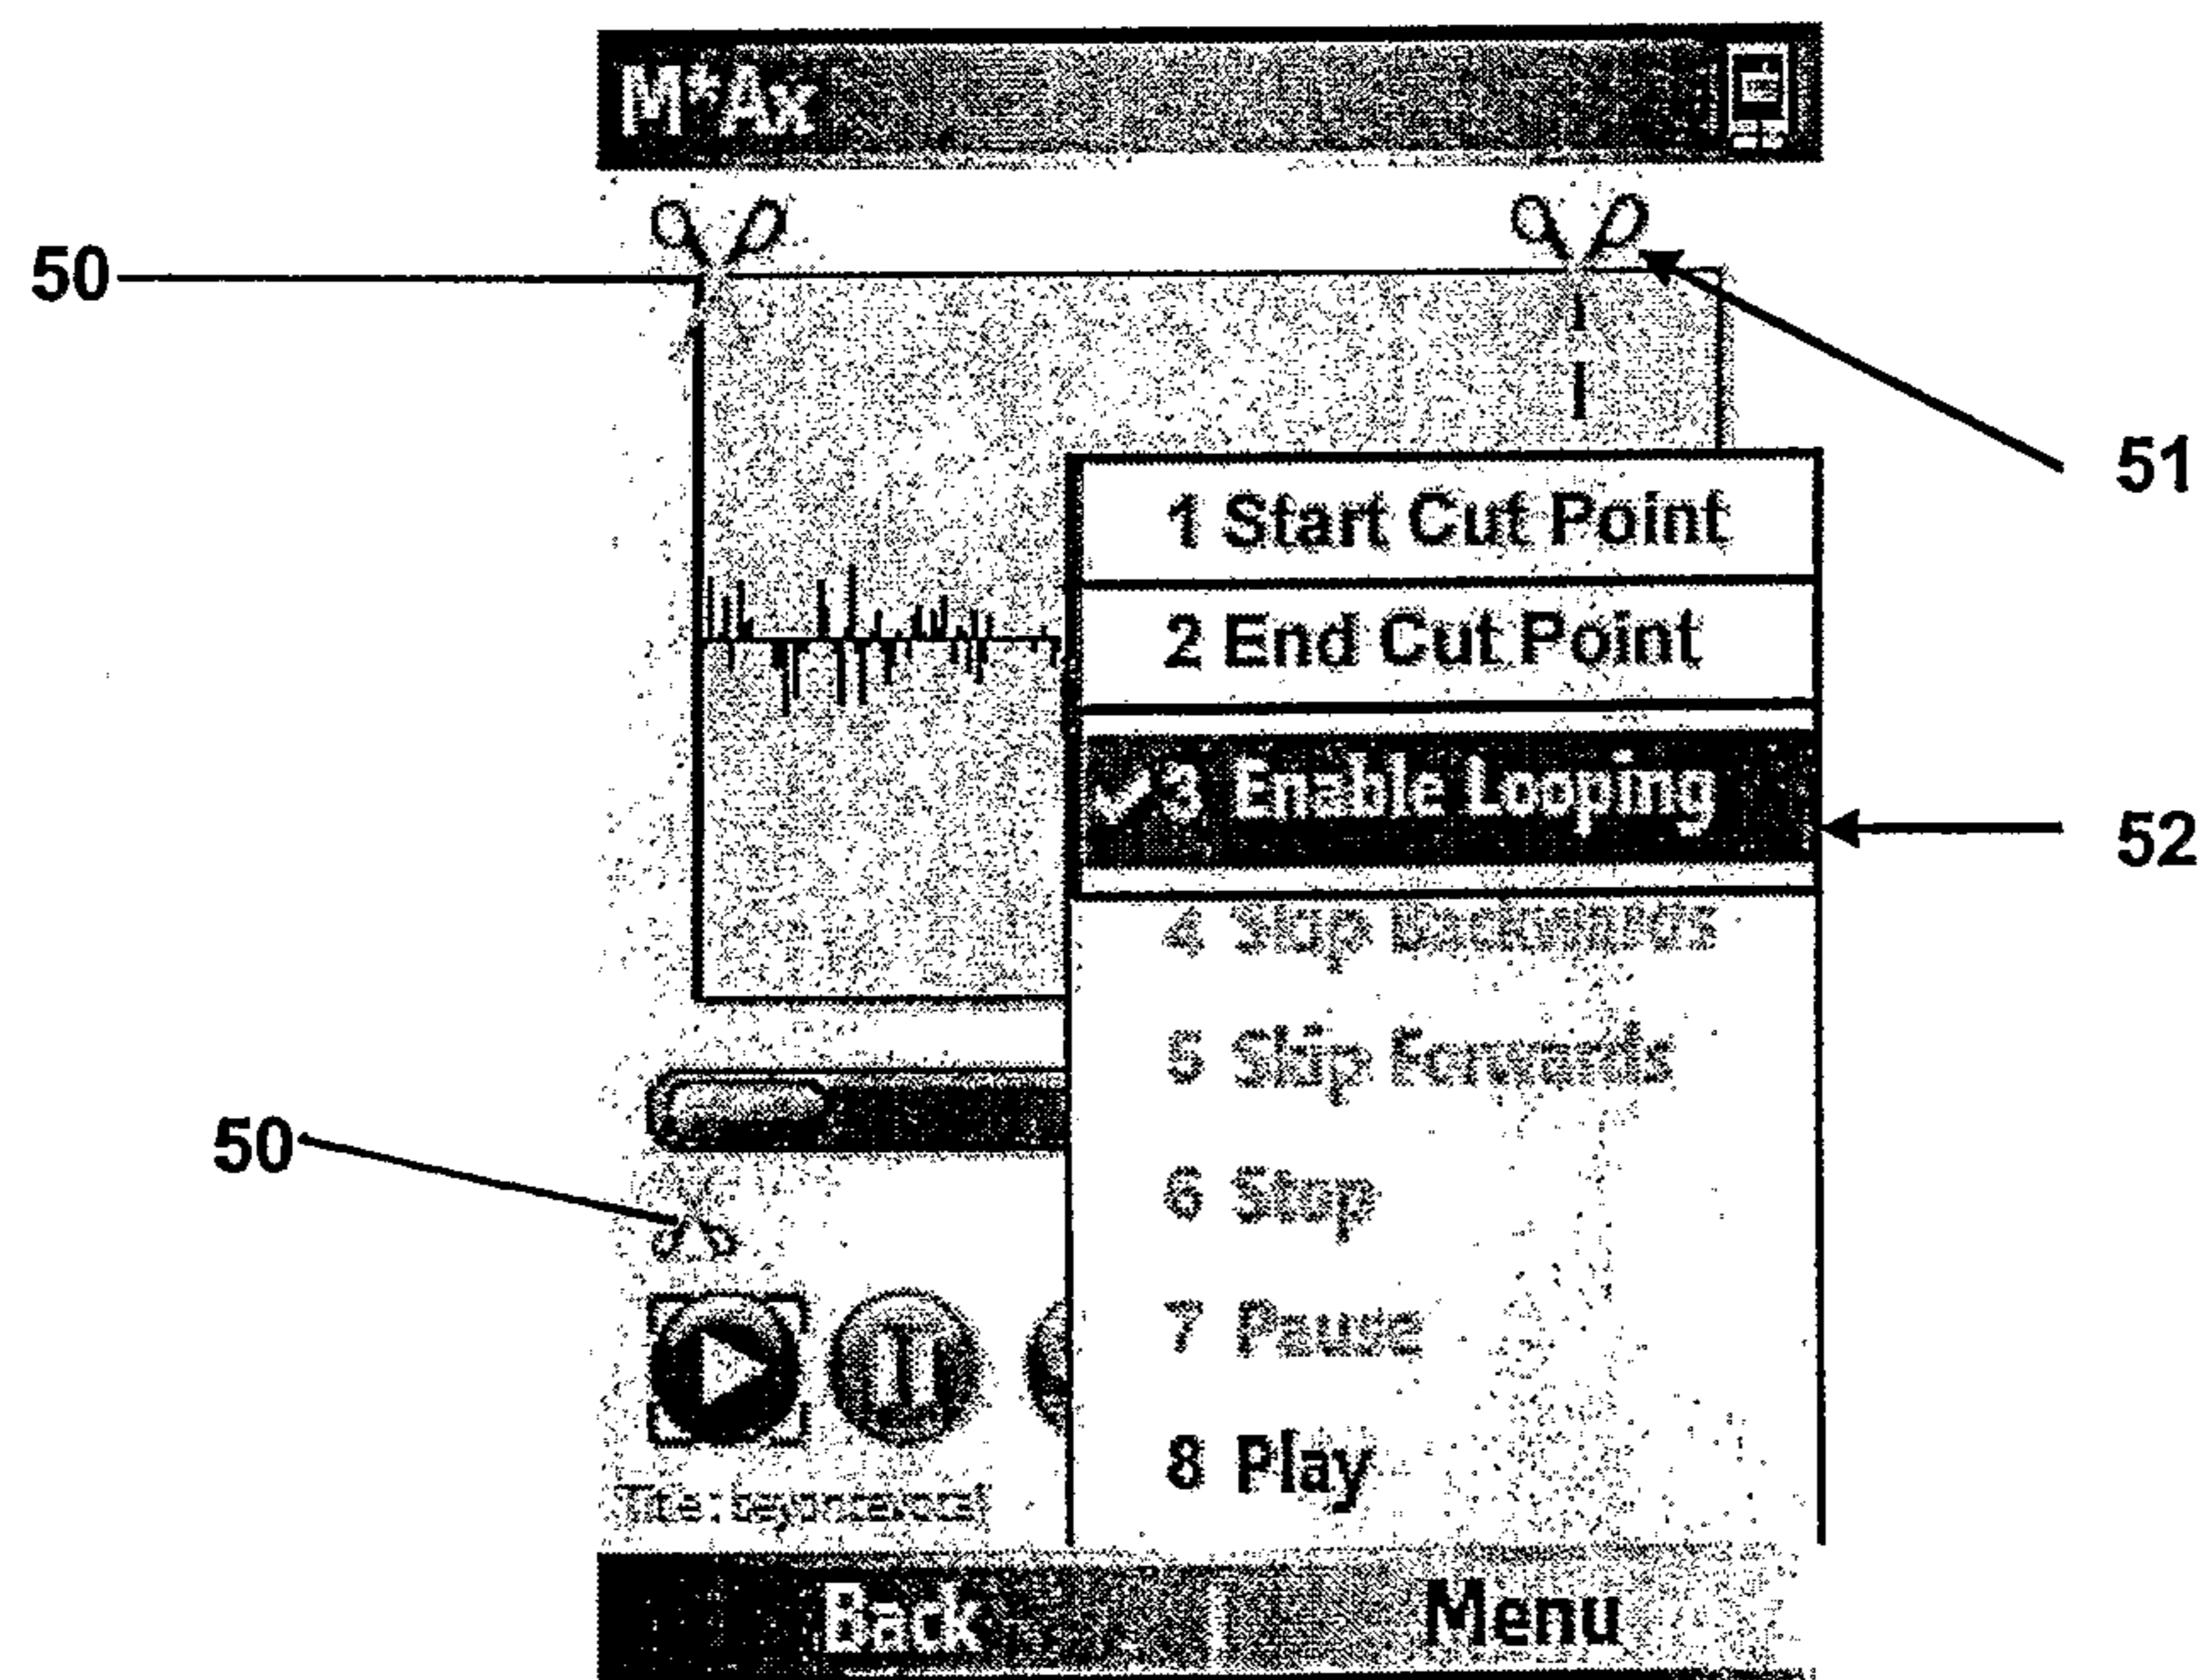 M*Ax
50
51
1 Start Cut Point
2 End Cut Point
3 Enable Looping
52
4 Skip Backwards
5 Skip Forwards
50
6 Stop
7 Pause
8 Play
Back
Menu